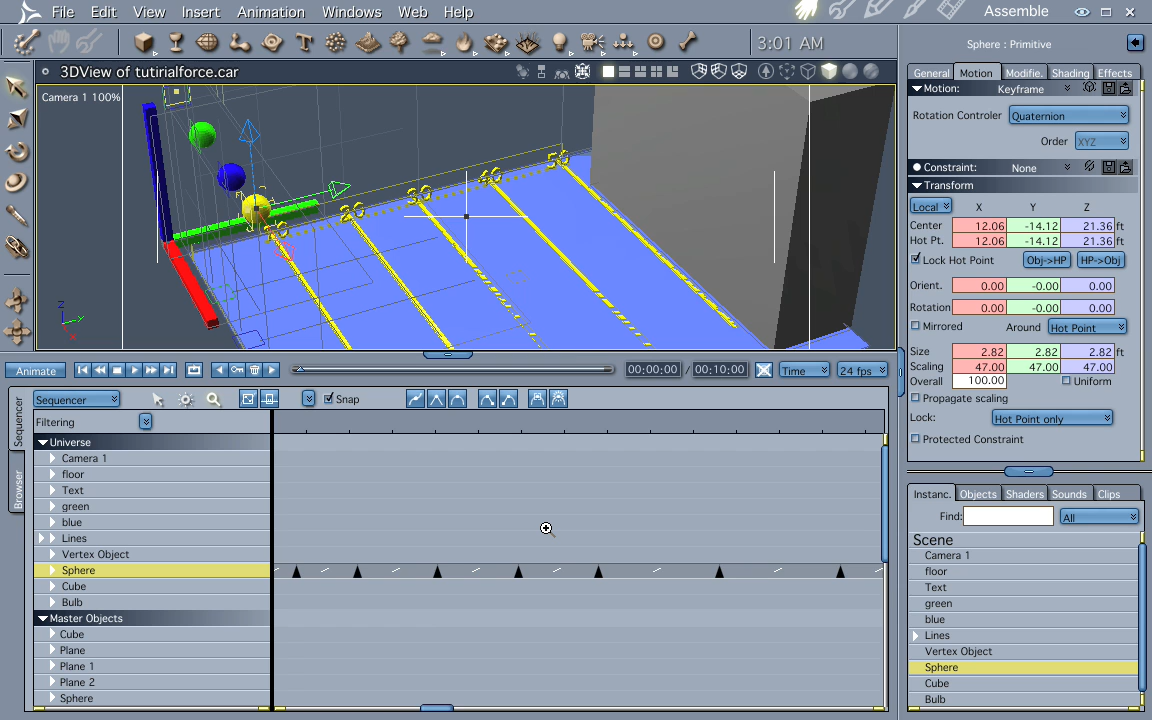 File Edit View Insert Animation Windows Web Help Assemble
3:01 AM
Sphere : Primitive
3DView of tutirialforce.car
General Motion Modifie. Shading Effects
Motion: Keyframe
Camera 1 100%
Rotation Controler Quaternion
Order XYZ
Constraint: None
Transform
Local X Y Z
Center 12.06 -14.12 21.36 ft
Hot Pt. 12.06 -14.12 21.36
Lock Hot Point Obj->HP HP->Obj
Orient. 0.00 -0.00 0.00
Rotation 0.00 -0.00 0.00
Mirrored Around Hot Point
Size 2.82 2.82 2.82 ft
Scaling 47.00 47.00 47.00
Overall 100.00 Uniform
Propagate scaling
Lock: Hot Point only
Protected Constraint
20 30 40 50
Z Y X
Animate 00:00:00 / 00:10:00 Time 24 fps
Sequencer
Browser
Sequencer Snap
Filtering
Universe
Camera 1
floor
Text
green
blue
Lines
Vertex Object
Sphere
Cube
Bulb
Master Objects
Cube
Plane
Plane 1
Plane 2
Sphere
Instanc. Objects Shaders Sounds Clips
Find: All
Scene
Camera 1
floor
Text
green
blue
Lines
Vertex Object
Sphere
Cube
Bulb